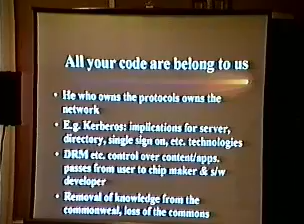 All your code are belong to us
• He who owns the protocols owns the
network
• E.g. Kerberos: implications for server,
directory, single sign on, etc. technologies
• DRM etc. control over content/apps.
passes from user to chip maker & s/w
developer
• Removal of knowledge from the
commonweal, loss of the commons